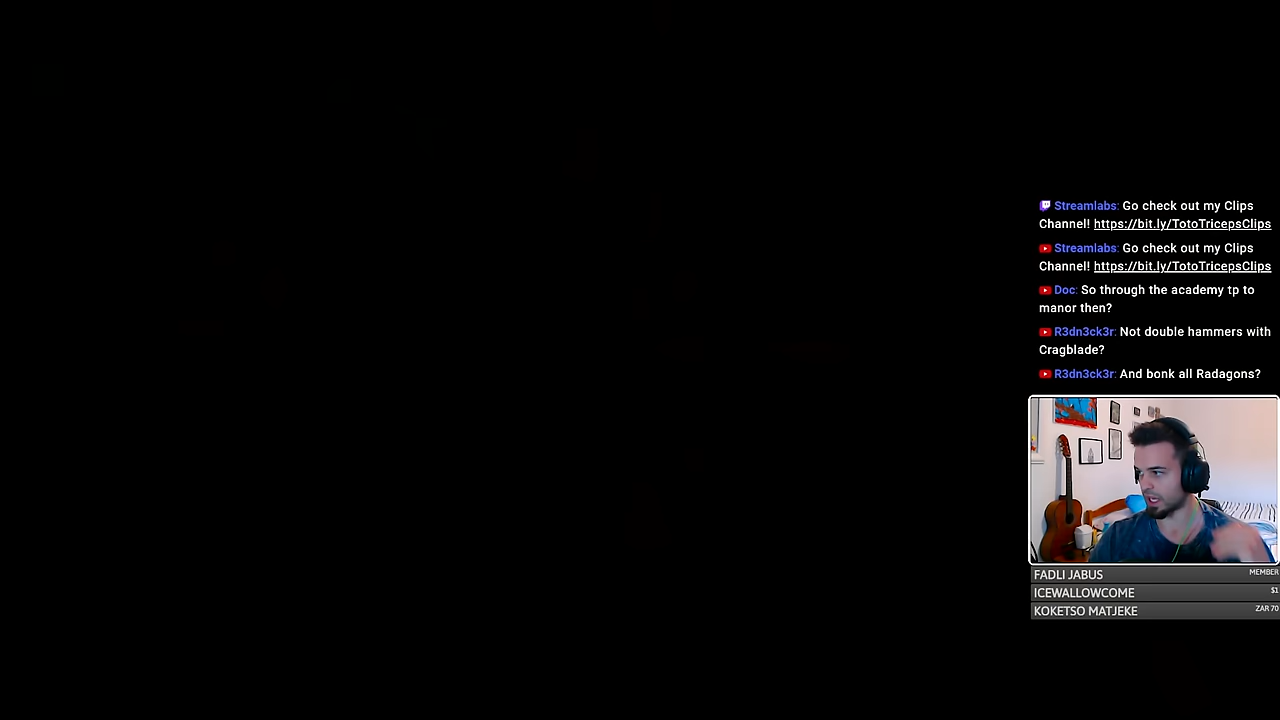 Streamlabs: Go check out my Clips
Channel! https://bit.ly/TotoTricepsClips
Streamlabs: Go check out my Clips
Channel! https://bit.ly/TotoTricepsClips
Doc: So through the academy tp to
manor then?
R3dn3ck3r: Not double hammers with
Cragblade?
R3dn3ck3r: And bonk all Radagons?
FADLI JABUS MEMBER
ICEWALLOWCOME $1
KOKETSO MATJEKE ZAR 70